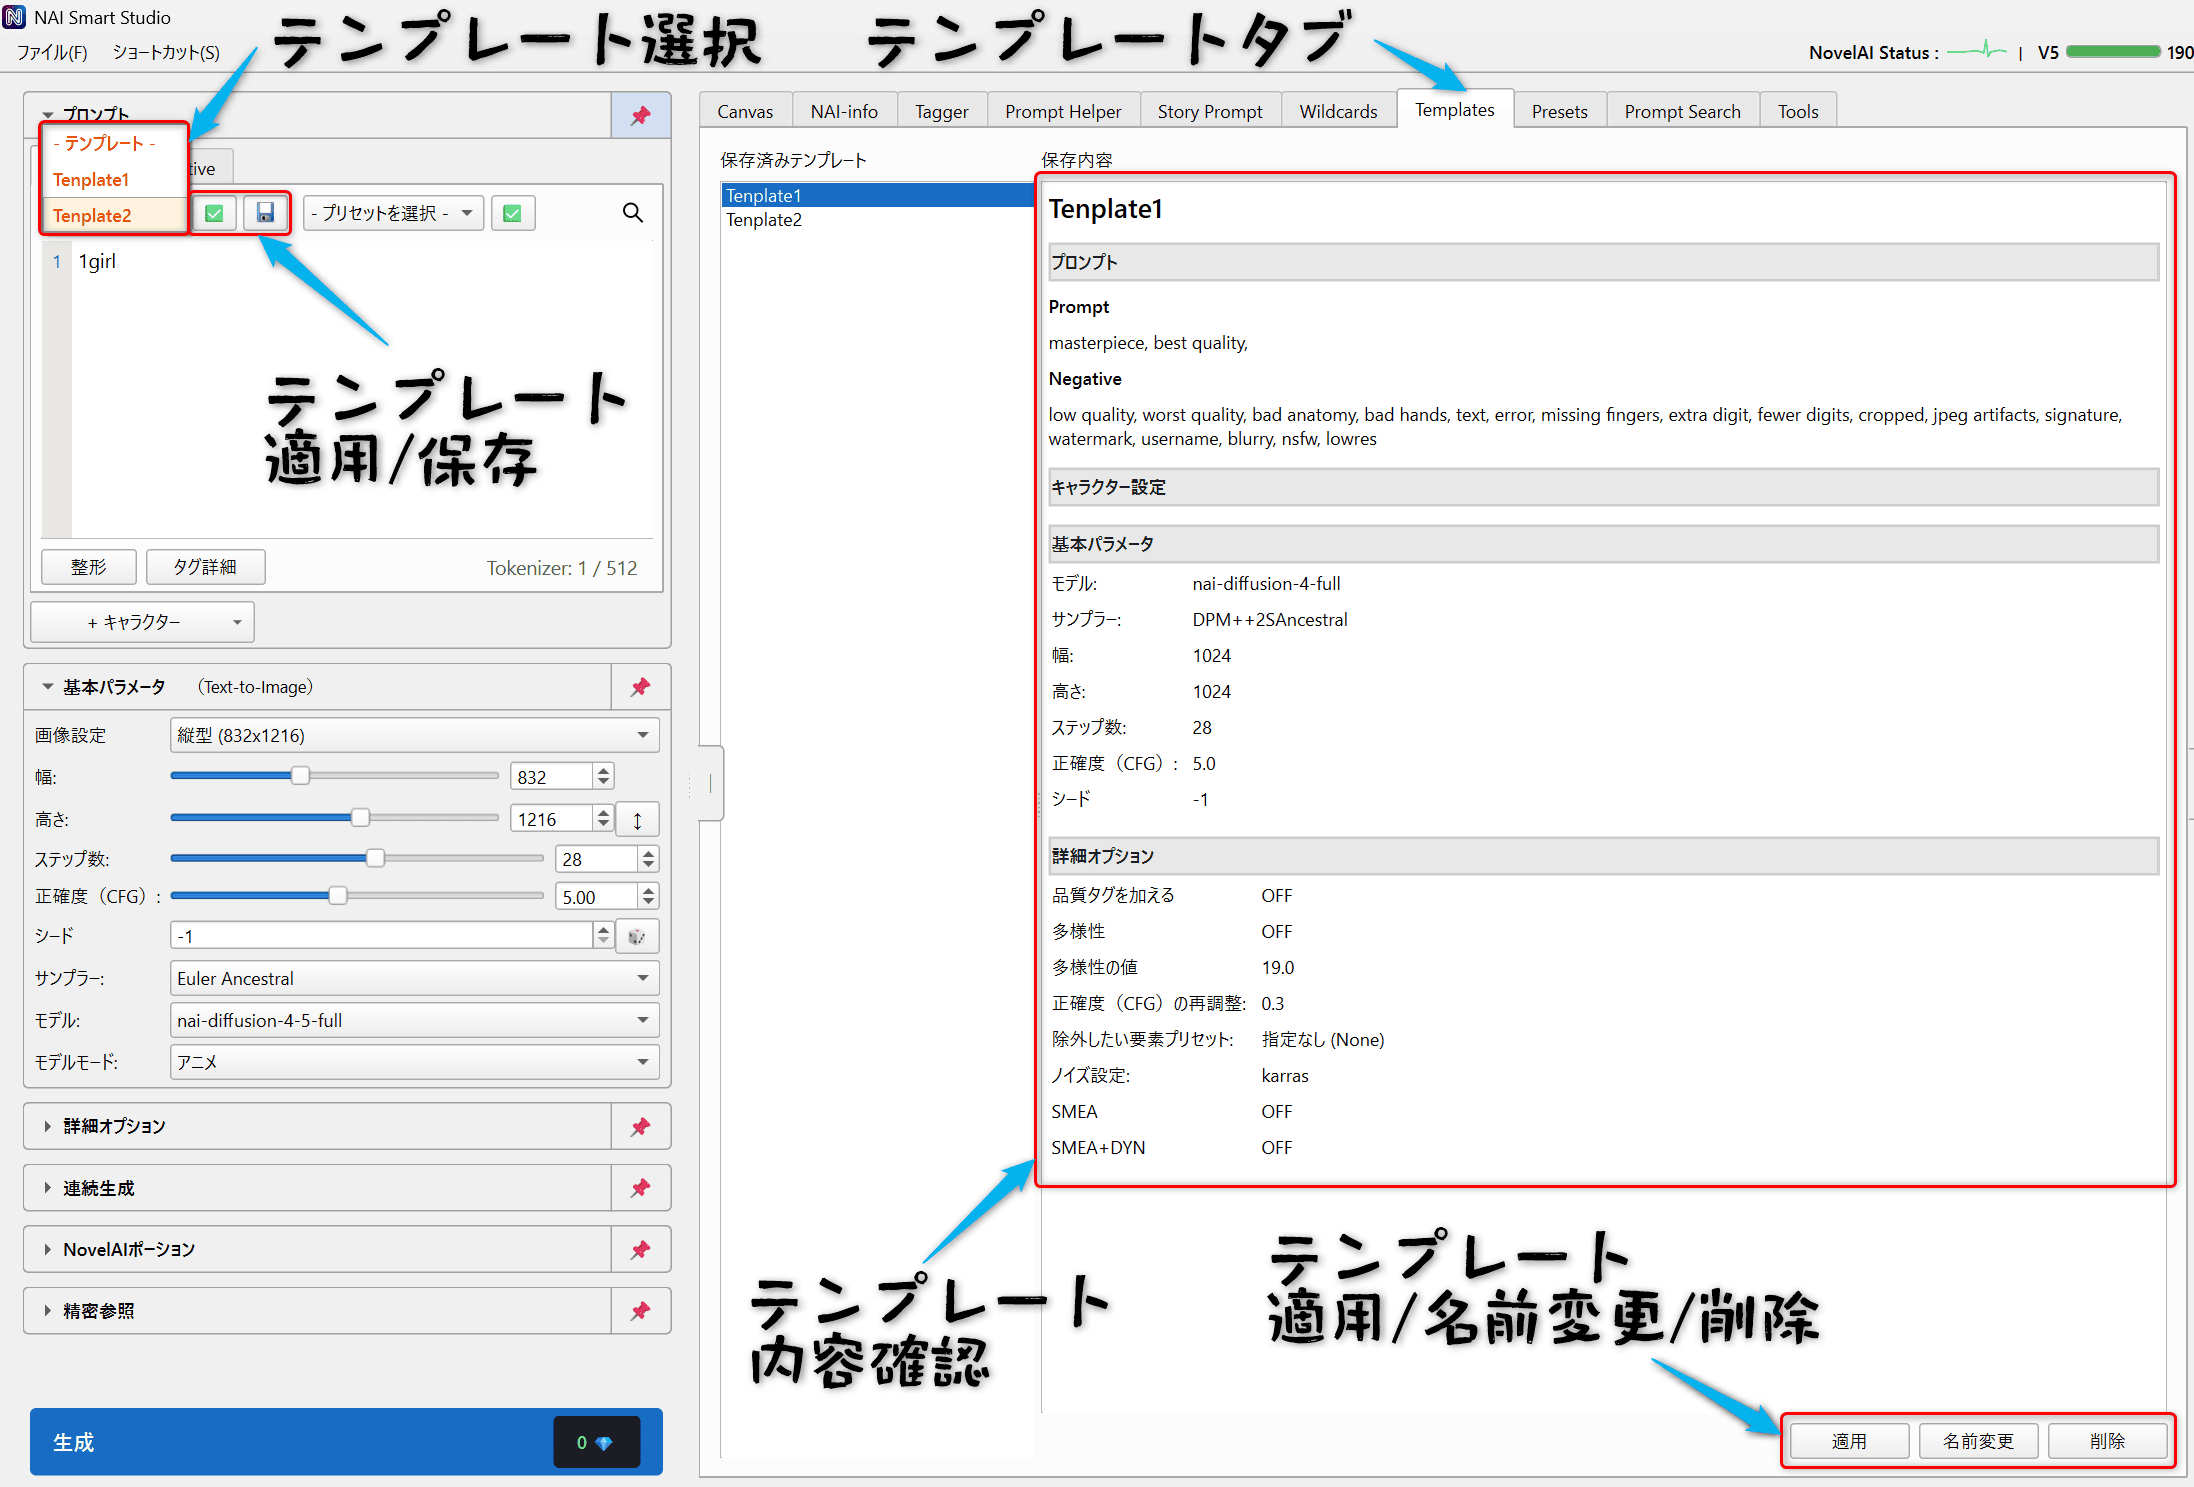 NAI Smart Studio
ファイル(F) ショートカット(S)
テンプレート選択
テンプレートタブ
NovelAI Status : | V5 190
プロンプト
- テンプレート -
Tenplate1
Tenplate2
tive
- プリセットを選択 -
1 1girl
テンプレート
適用/保存
整形 タグ詳細 Tokenizer: 1 / 512
+ キャラクター
基本パラメータ (Text-to-Image)
画像設定 縦型 (832x1216)
幅: 832
高さ: 1216 ↕
ステップ数: 28
正確度（CFG）: 5.00
シード -1
サンプラー: Euler Ancestral
モデル: nai-diffusion-4-5-full
モデルモード: アニメ
詳細オプション
連続生成
NovelAIポーション
精密参照
生成 0
Canvas NAI-info Tagger Prompt Helper Story Prompt Wildcards Templates Presets Prompt Search Tools
保存済みテンプレート
Tenplate1
Tenplate2
保存内容
Tenplate1
プロンプト
Prompt
masterpiece, best quality,
Negative
low quality, worst quality, bad anatomy, bad hands, text, error, missing fingers, extra digit, fewer digits, cropped, jpeg artifacts, signature,
watermark, username, blurry, nsfw, lowres
キャラクター設定
基本パラメータ
モデル: nai-diffusion-4-full
サンプラー: DPM++2SAncestral
幅: 1024
高さ: 1024
ステップ数: 28
正確度（CFG）: 5.0
シード -1
詳細オプション
品質タグを加える OFF
多様性 OFF
多様性の値 19.0
正確度（CFG）の再調整: 0.3
除外したい要素プリセット: 指定なし (None)
ノイズ設定: karras
SMEA OFF
SMEA+DYN OFF
テンプレート
内容確認
テンプレート
適用/名前変更/削除
適用 名前変更 削除